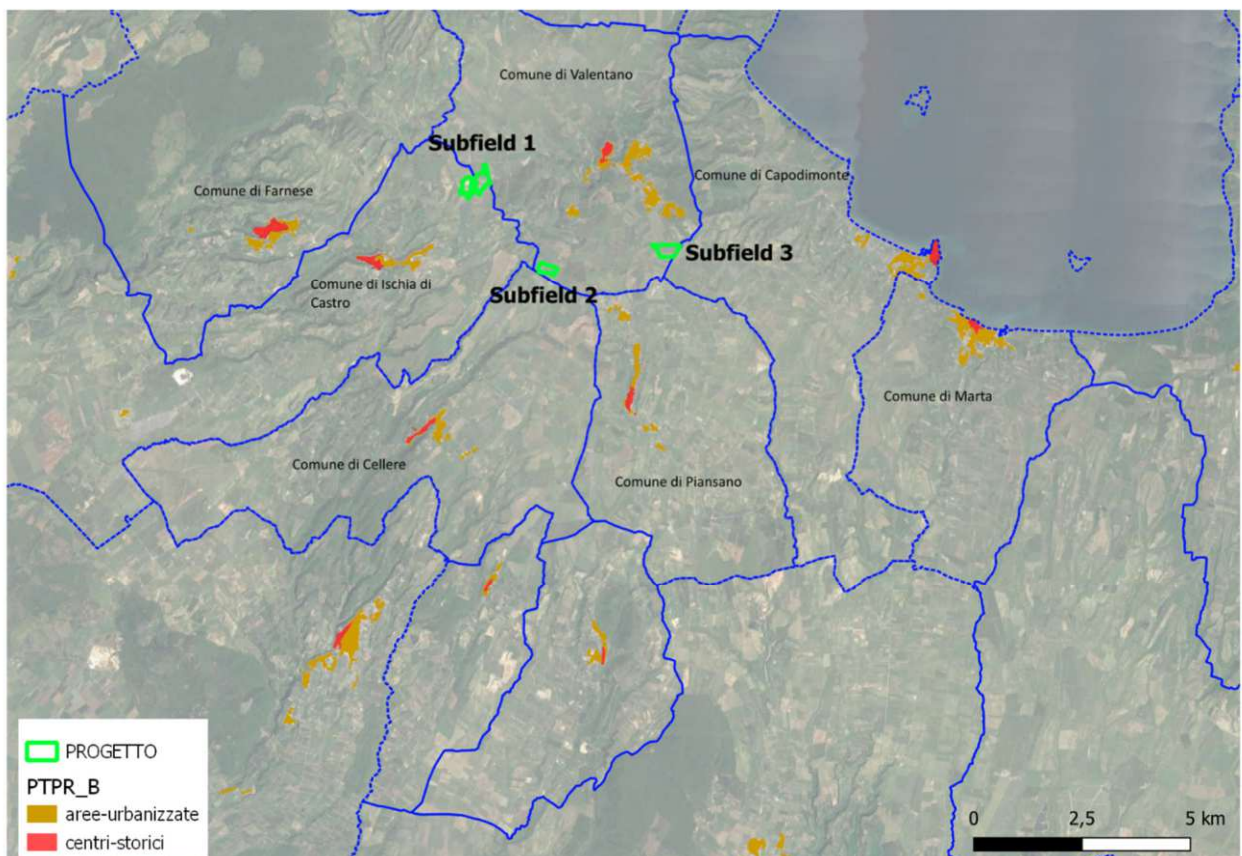 Comune di Valentano
Subfield 1
Comune di Farnese
Comune di Capodimonte
Subfield 3
Comune di Ischia di
Castro
Subfield 2
Comune di Marta
Comune di Cellere
Comune di Piansano
PROGETTO
PTPR_B
aree-urbanizzate
centri-storici
0 2,5 5 km